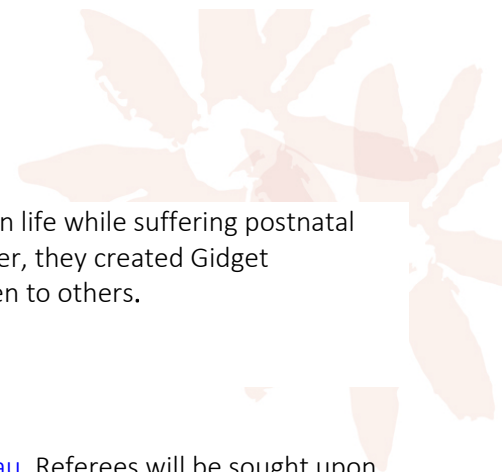 n life while suffering postnatal
er, they created Gidget
en to others.
au. Referees will be sought upon